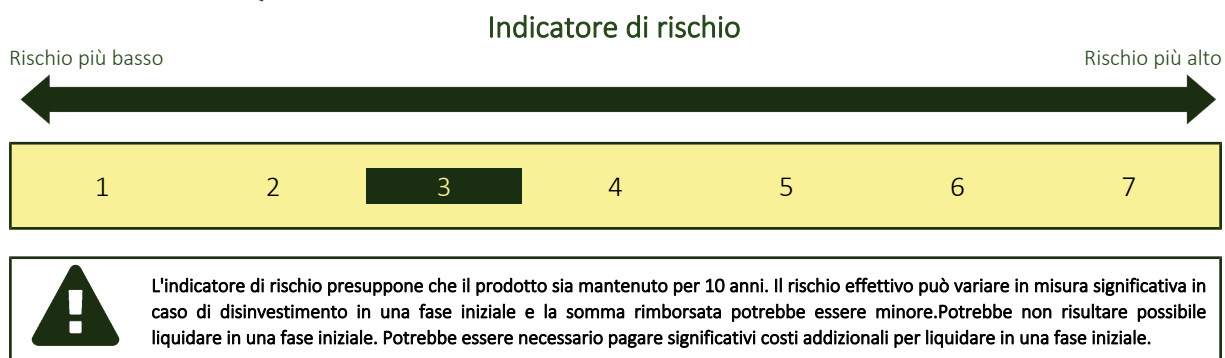 Indicatore di rischio
Rischio più basso
Rischio più alto
1 2 3 4 5 6 7
L'indicatore di rischio presuppone che il prodotto sia mantenuto per 10 anni. Il rischio effettivo può variare in misura significativa in
caso di disinvestimento in una fase iniziale e la somma rimborsata potrebbe essere minore.Potrebbe non risultare possibile
liquidare in una fase iniziale. Potrebbe essere necessario pagare significativi costi addizionali per liquidare in una fase iniziale.